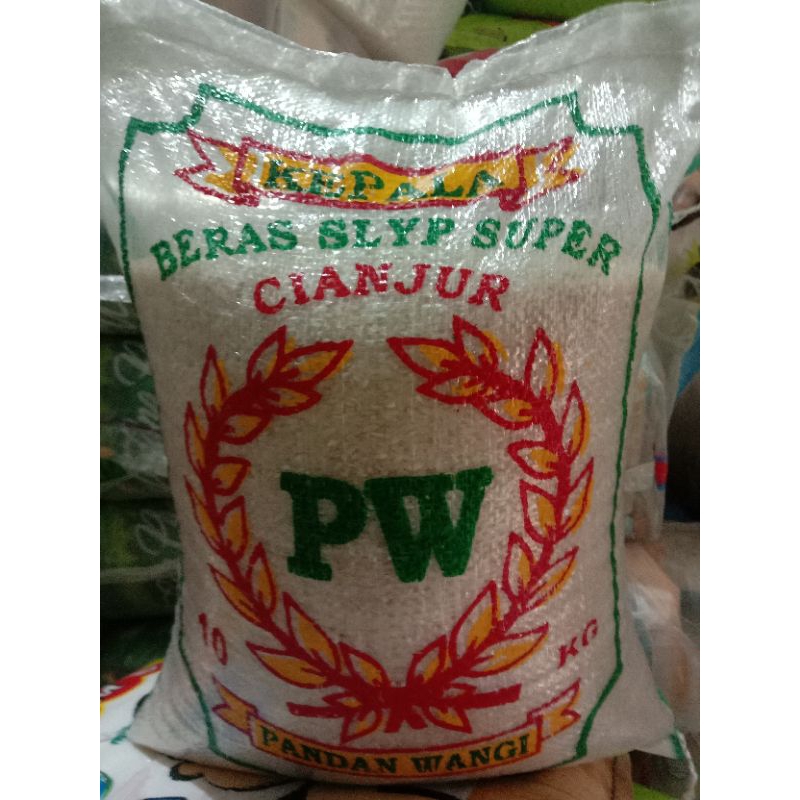 KEPALA
BERAS SLYP SUPER
CIANJUR
PW
10 KG
PANDAN WANGI